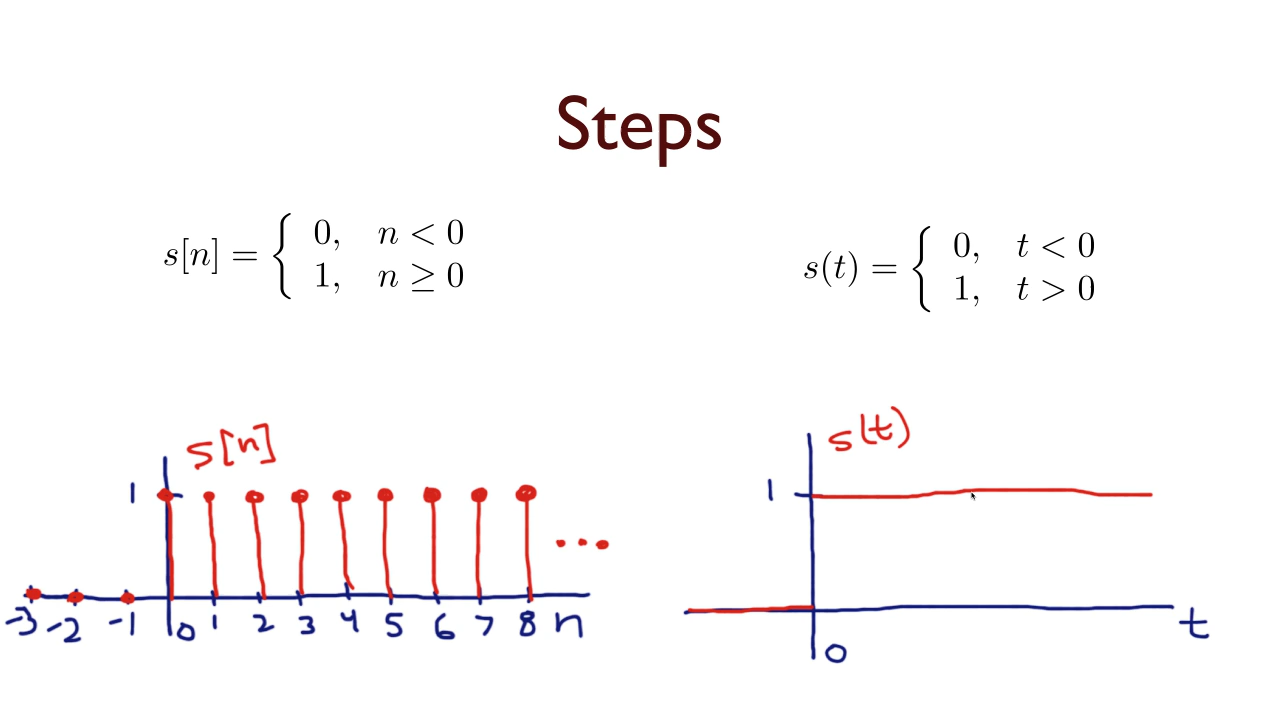 Steps
s[n] = { 0, n < 0
1, n ≥ 0
s(t) = { 0, t < 0
1, t > 0
s[n]
1
...
-3 -2 -1 0 1 2 3 4 5 6 7 8 n
s(t)
1
t
0